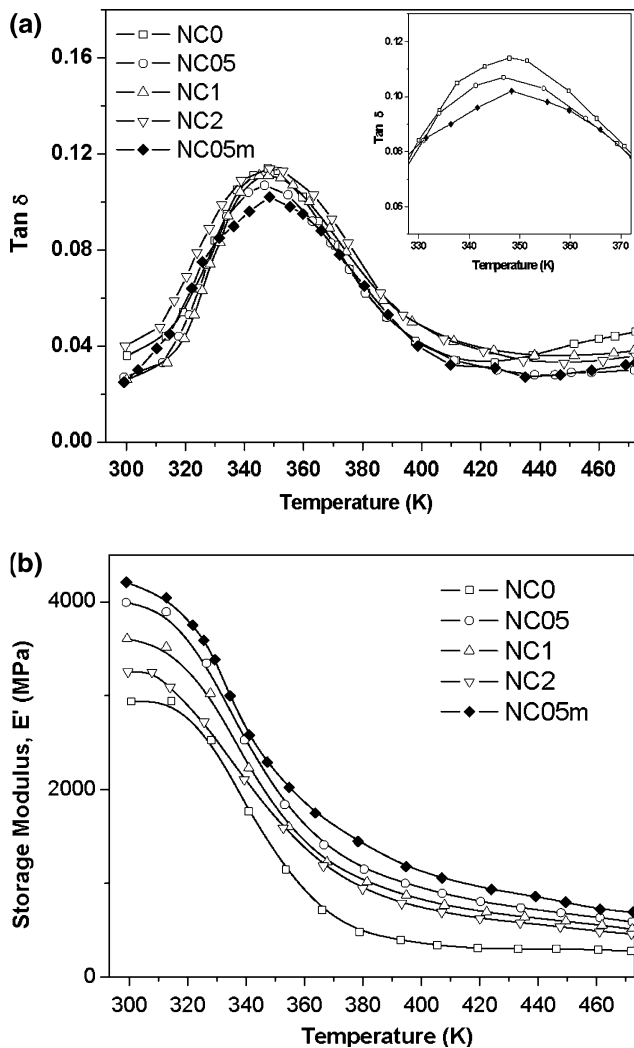 (a)
0.16
0.12
0.08
0.04
0.00
Tan δ
NC0
NC05
NC1
NC2
NC05m
300 320 340 360 380 400 420 440 460
Temperature (K)
0.12
0.10
0.08
0.06
Tan δ
330 340 350 360 370
Temperature (K)
(b)
4000
2000
0
Storage Modulus, E' (MPa)
NC0
NC05
NC1
NC2
NC05m
300 320 340 360 380 400 420 440 460
Temperature (K)